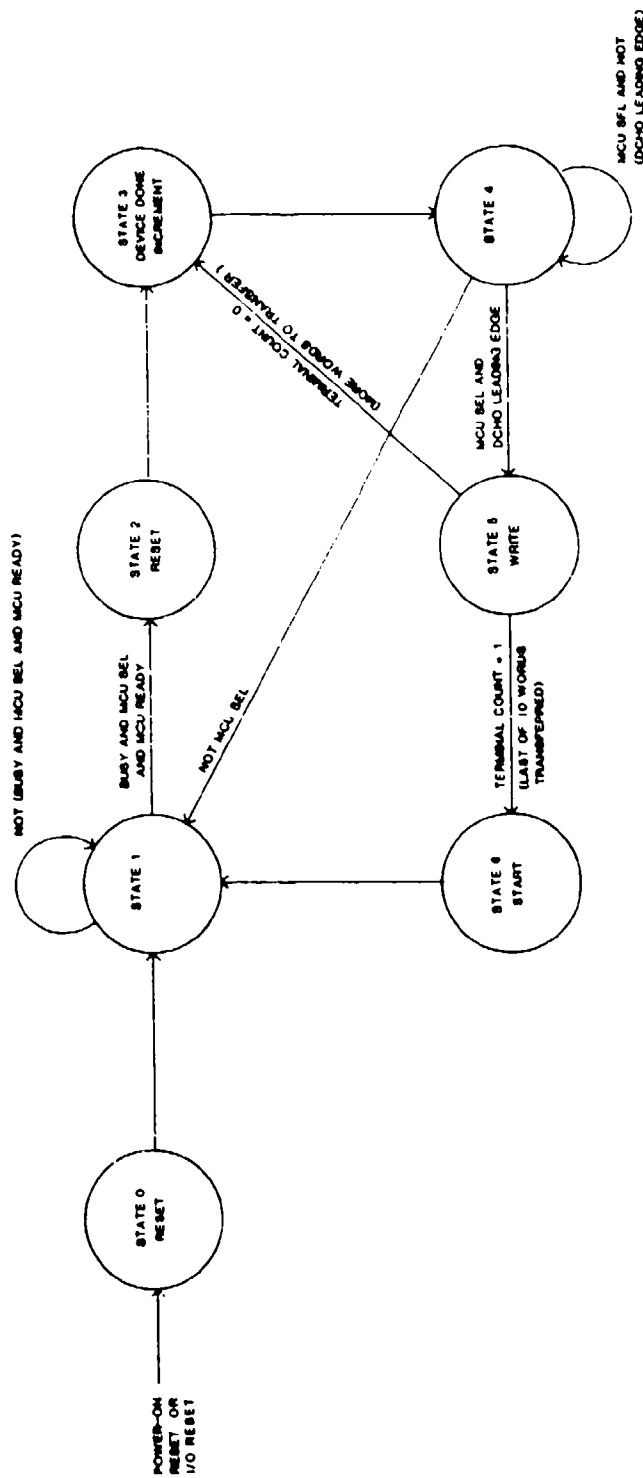 POWER-ON
RESET OR
I/O RESET
STATE 0
RESET
NOT (BUSY AND MCU SEL AND MCU READY)
STATE 1
BUSY AND MCU SEL
AND MCU READY
STATE 2
RESET
STATE 3
DEVICE DONE
INCREMENT
NOT MCU SEL
TERMINAL COUNT = 0
(MORE WORDS TO TRANSFER)
STATE 6
START
TERMINAL COUNT = 1
(LAST OF 10 WORDS
TRANSFERRED)
STATE 5
WRITE
MCU SEL AND
DCHO LEADING EDGE
STATE 4
MCU SEL AND NOT
(DCHO LEADING EDGE)